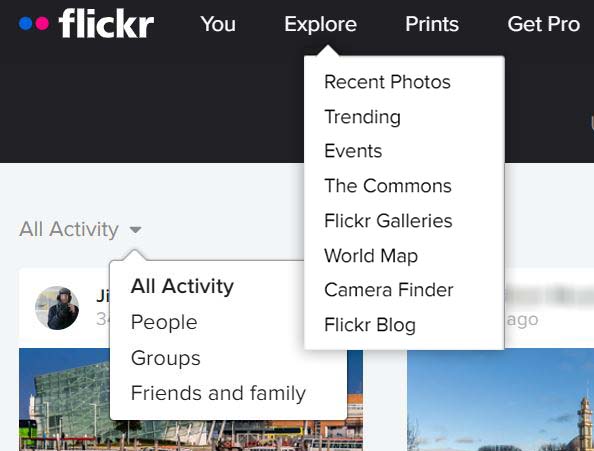 flickr You Explore Prints Get Pro
Recent Photos
Trending
Events
The Commons
Flickr Galleries
World Map
Camera Finder
Flickr Blog
All Activity
All Activity
People
Groups
Friends and family
ago